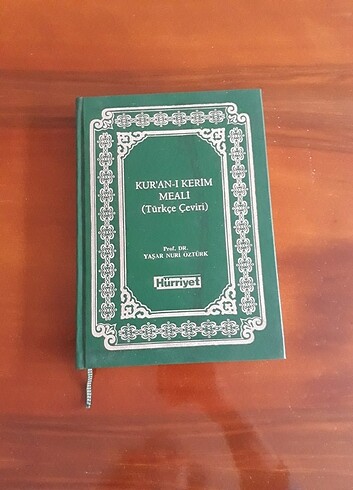 KUR'AN-I KERİM
MEALİ
(Türkçe Çeviri)
Prof. DR.
YAŞAR NURİ ÖZTÜRK
Hürriyet